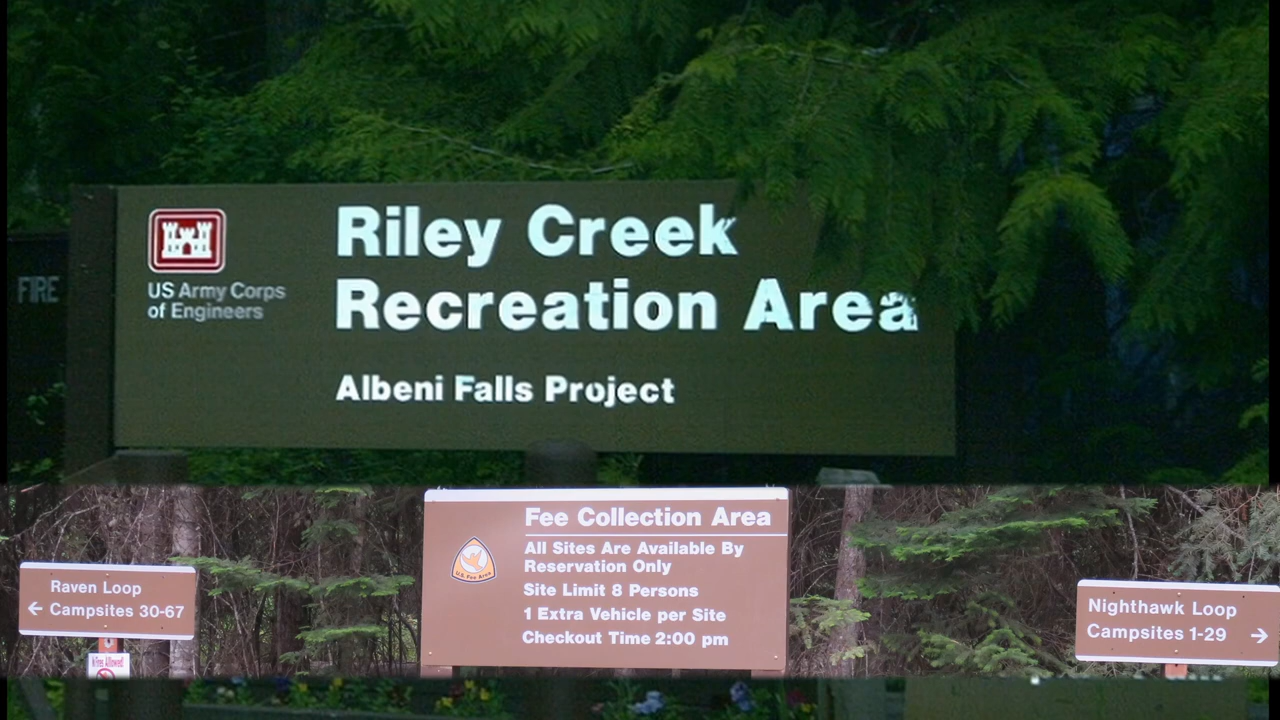 Riley Creek
Recreation Area
FIRE
US Army Corps
of Engineers
Albeni Falls Project
Fee Collection Area
All Sites Are Available By
Reservation Only
Site Limit 8 Persons
1 Extra Vehicle per Site
Checkout Time 2:00 pm
U.S. Fee Area
Raven Loop
← Campsites 30-67
Nighthawk Loop
Campsites 1-29 →